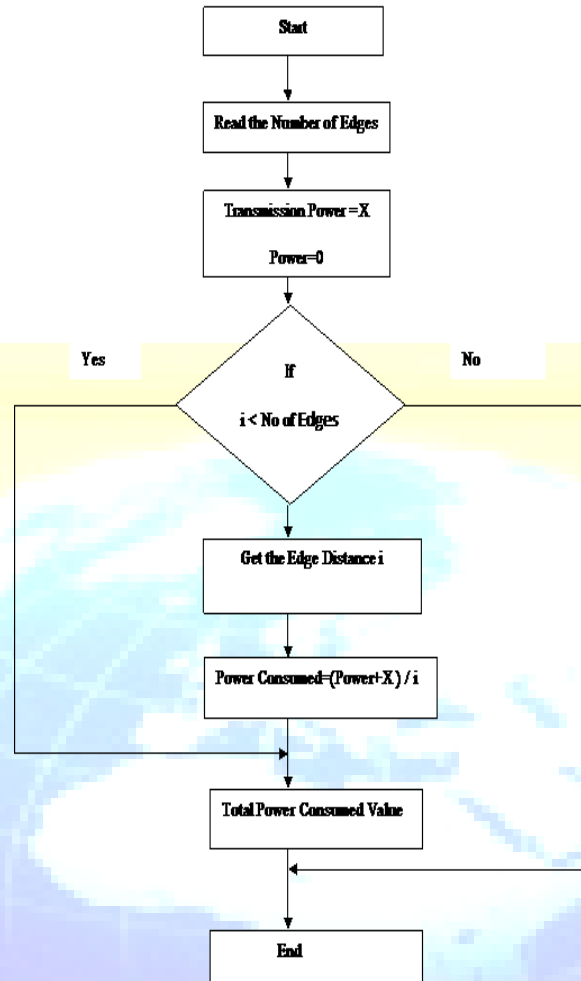 Start
Read the Number of Edges
Transmission Power =X
Power=0
Yes
No
If
i < No of Edges
Get the Edge Distance i
Power Consumed=(Power+X) / i
Total Power Consumed Value
End